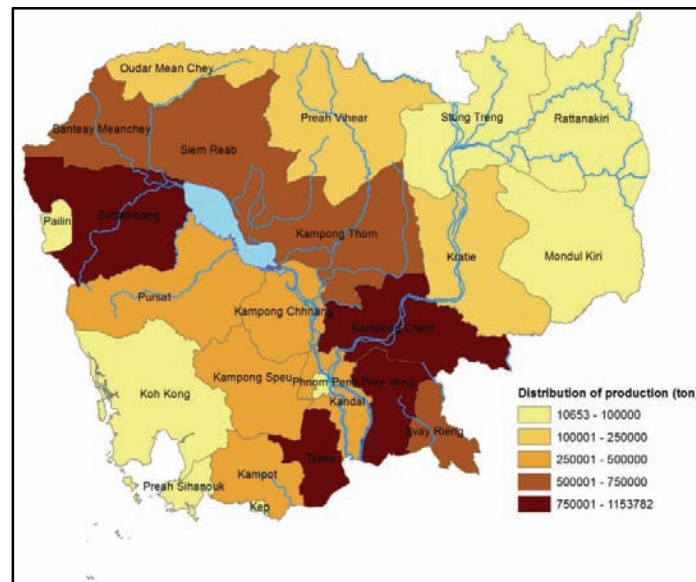 Oudar Mean Chey
Banteay Meanchey
Siem Reab
Preah Vihear
Stung Treng
Rattanakiri
Battambang
Pailin
Kampong Thom
Kratie
Mondul Kiri
Pursat
Kampong Chhnang
Kampong Cham
Koh Kong
Kampong Speu
Phnom Penh
Prey Veng
Kandal
Svay Rieng
Takeo
Kampot
Preah Sihanouk
Kep
Distribution of production (ton)
10653 - 100000
100001 - 250000
250001 - 500000
500001 - 750000
750001 - 1153782